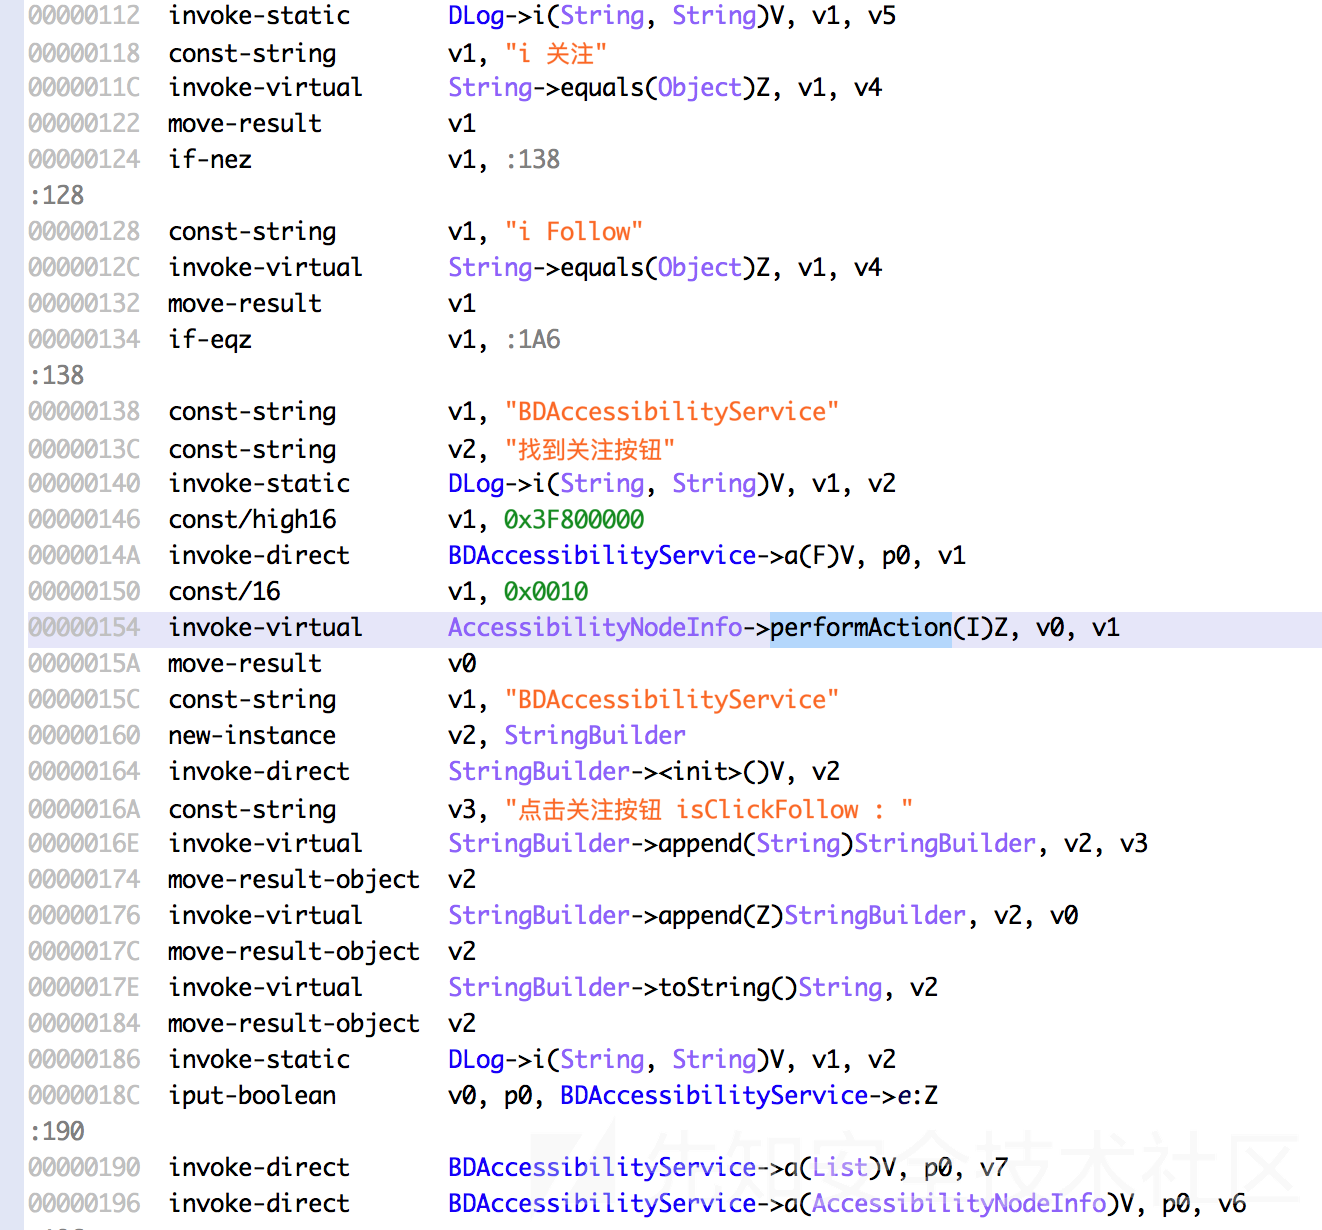 00000112 invoke-static DLog->i(String, String)V, v1, v5
00000118 const-string v1, "i 关注"
0000011C invoke-virtual String->equals(Object)Z, v1, v4
00000122 move-result v1
00000124 if-nez v1, :138
:128
00000128 const-string v1, "i Follow"
0000012C invoke-virtual String->equals(Object)Z, v1, v4
00000132 move-result v1
00000134 if-eqz v1, :1A6
:138
00000138 const-string v1, "BDAccessibilityService"
0000013C const-string v2, "找到关注按钮"
00000140 invoke-static DLog->i(String, String)V, v1, v2
00000146 const/high16 v1, 0x3F800000
0000014A invoke-direct BDAccessibilityService->a(F)V, p0, v1
00000150 const/16 v1, 0x0010
00000154 invoke-virtual AccessibilityNodeInfo->performAction(I)Z, v0, v1
0000015A move-result v0
0000015C const-string v1, "BDAccessibilityService"
00000160 new-instance v2, StringBuilder
00000164 invoke-direct StringBuilder-><init>()V, v2
0000016A const-string v3, "点击关注按钮 isClickFollow : "
0000016E invoke-virtual StringBuilder->append(String)StringBuilder, v2, v3
00000174 move-result-object v2
00000176 invoke-virtual StringBuilder->append(Z)StringBuilder, v2, v0
0000017C move-result-object v2
0000017E invoke-virtual StringBuilder->toString()String, v2
00000184 move-result-object v2
00000186 invoke-static DLog->i(String, String)V, v1, v2
0000018C iput-boolean v0, p0, BDAccessibilityService->e:Z
:190
先知安全技术社区
00000190 invoke-direct BDAccessibilityService->a(List)V, p0, v7
00000196 invoke-direct BDAccessibilityService->a(AccessibilityNodeInfo)V, p0, v6